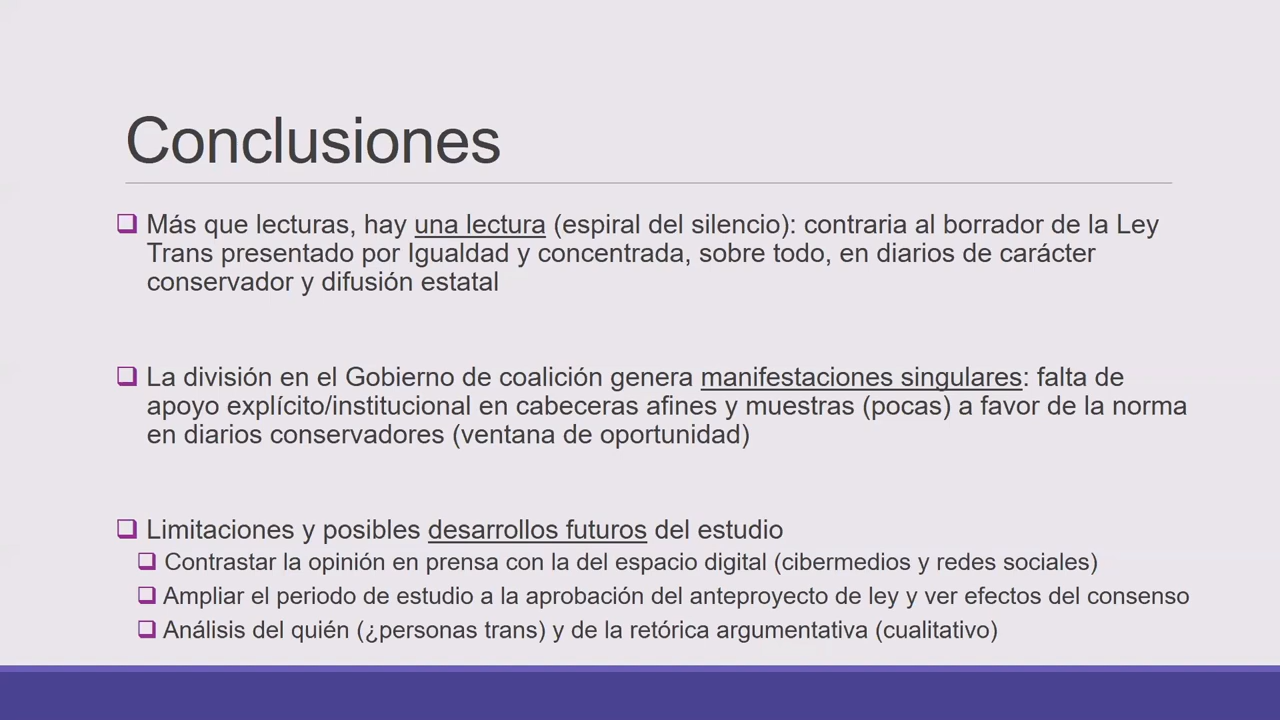 Conclusiones
Más que lecturas, hay una lectura (espiral del silencio): contraria al borrador de la Ley
Trans presentado por Igualdad y concentrada, sobre todo, en diarios de carácter
conservador y difusión estatal
La división en el Gobierno de coalición genera manifestaciones singulares: falta de
apoyo explícito/institucional en cabeceras afines y muestras (pocas) a favor de la norma
en diarios conservadores (ventana de oportunidad)
Limitaciones y posibles desarrollos futuros del estudio
Contrastar la opinión en prensa con la del espacio digital (cibermedios y redes sociales)
Ampliar el periodo de estudio a la aprobación del anteproyecto de ley y ver efectos del consenso
Análisis del quién (¿personas trans) y de la retórica argumentativa (cualitativo)